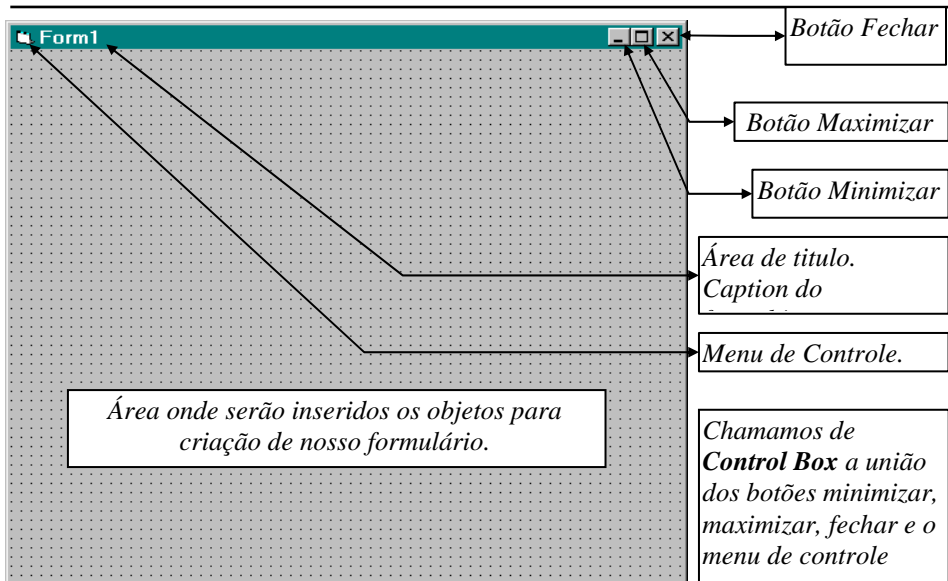 Form1
Botão Fechar
Botão Maximizar
Botão Minimizar
Área de titulo.
Caption do
Menu de Controle.
Área onde serão inseridos os objetos para
criação de nosso formulário.
Chamamos de
Control Box a união
dos botões minimizar,
maximizar, fechar e o
menu de controle